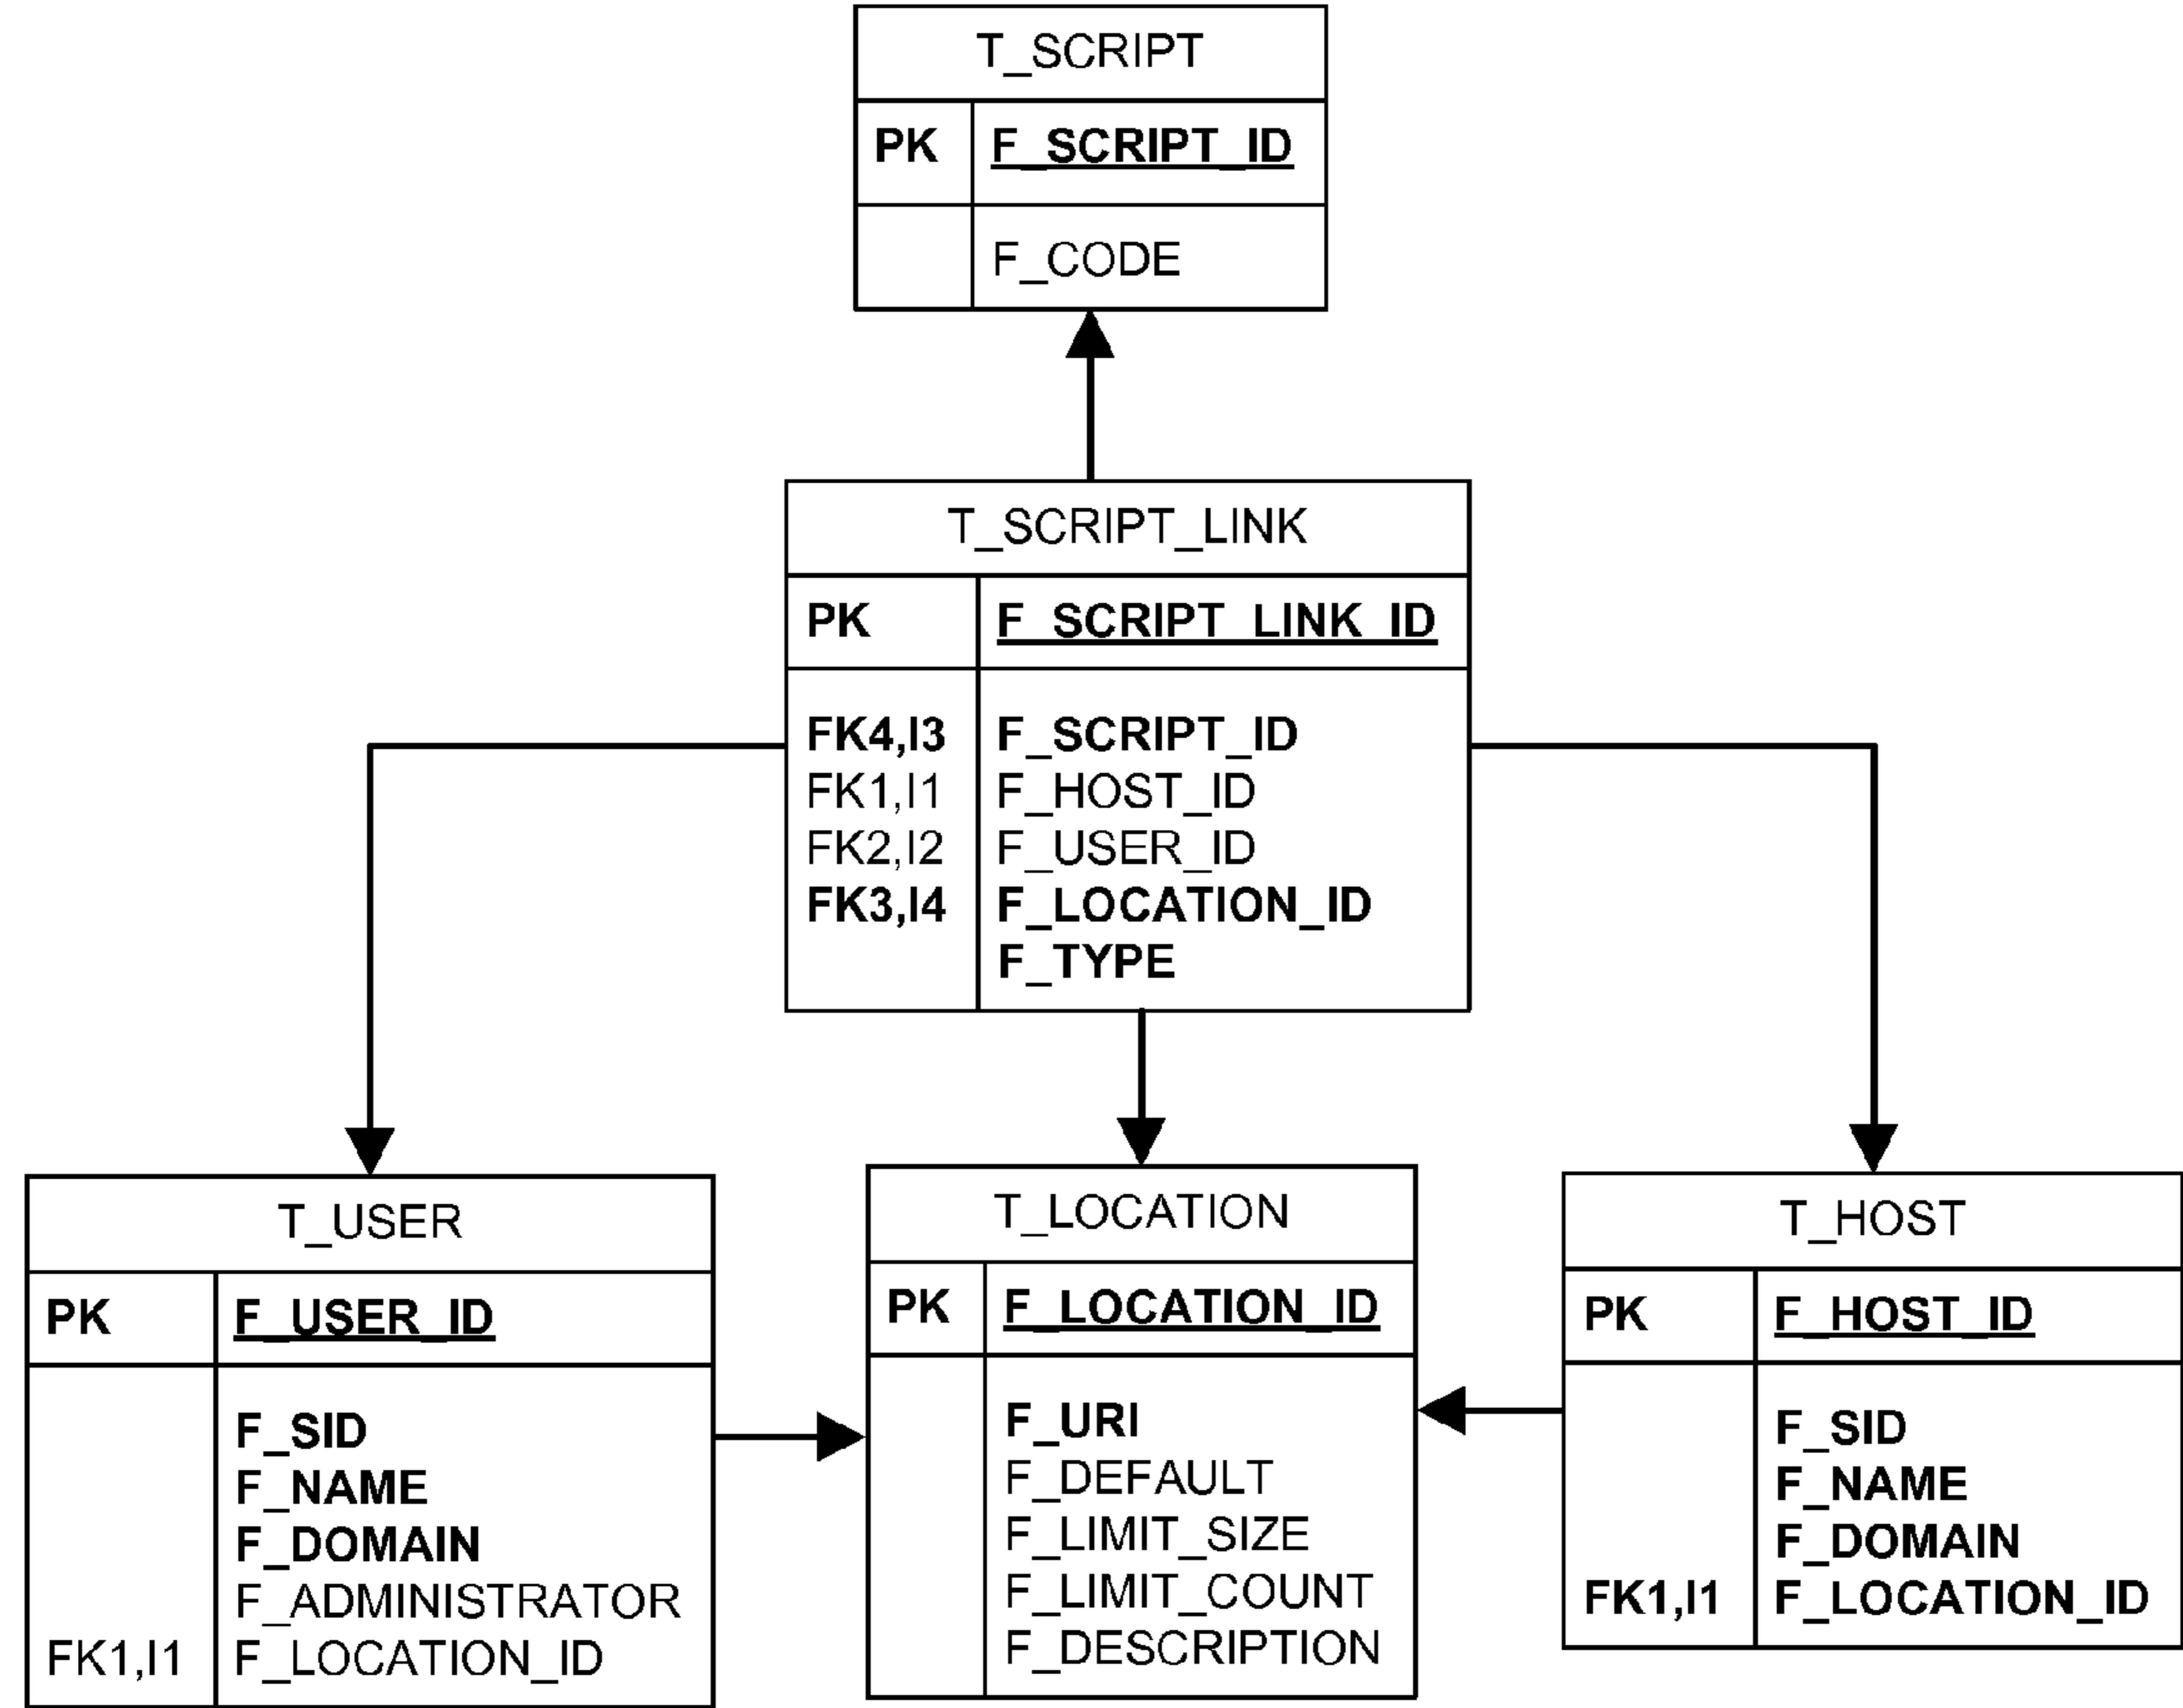 T_SCRIPT
PK F_SCRIPT_ID
F_CODE
T_SCRIPT_LINK
PK F_SCRIPT_LINK_ID
FK4,I3 F_SCRIPT_ID
FK1,I1 F_HOST_ID
FK2,I2 F_USER_ID
FK3,I4 F_LOCATION_ID
F_TYPE
T_USER
PK F_USER_ID
F_SID
F_NAME
F_DOMAIN
F_ADMINISTRATOR
FK1,I1 F_LOCATION_ID
T_LOCATION
PK F_LOCATION_ID
F_URI
F_DEFAULT
F_LIMIT_SIZE
F_LIMIT_COUNT
F_DESCRIPTION
T_HOST
PK F_HOST_ID
F_SID
F_NAME
F_DOMAIN
FK1,I1 F_LOCATION_ID